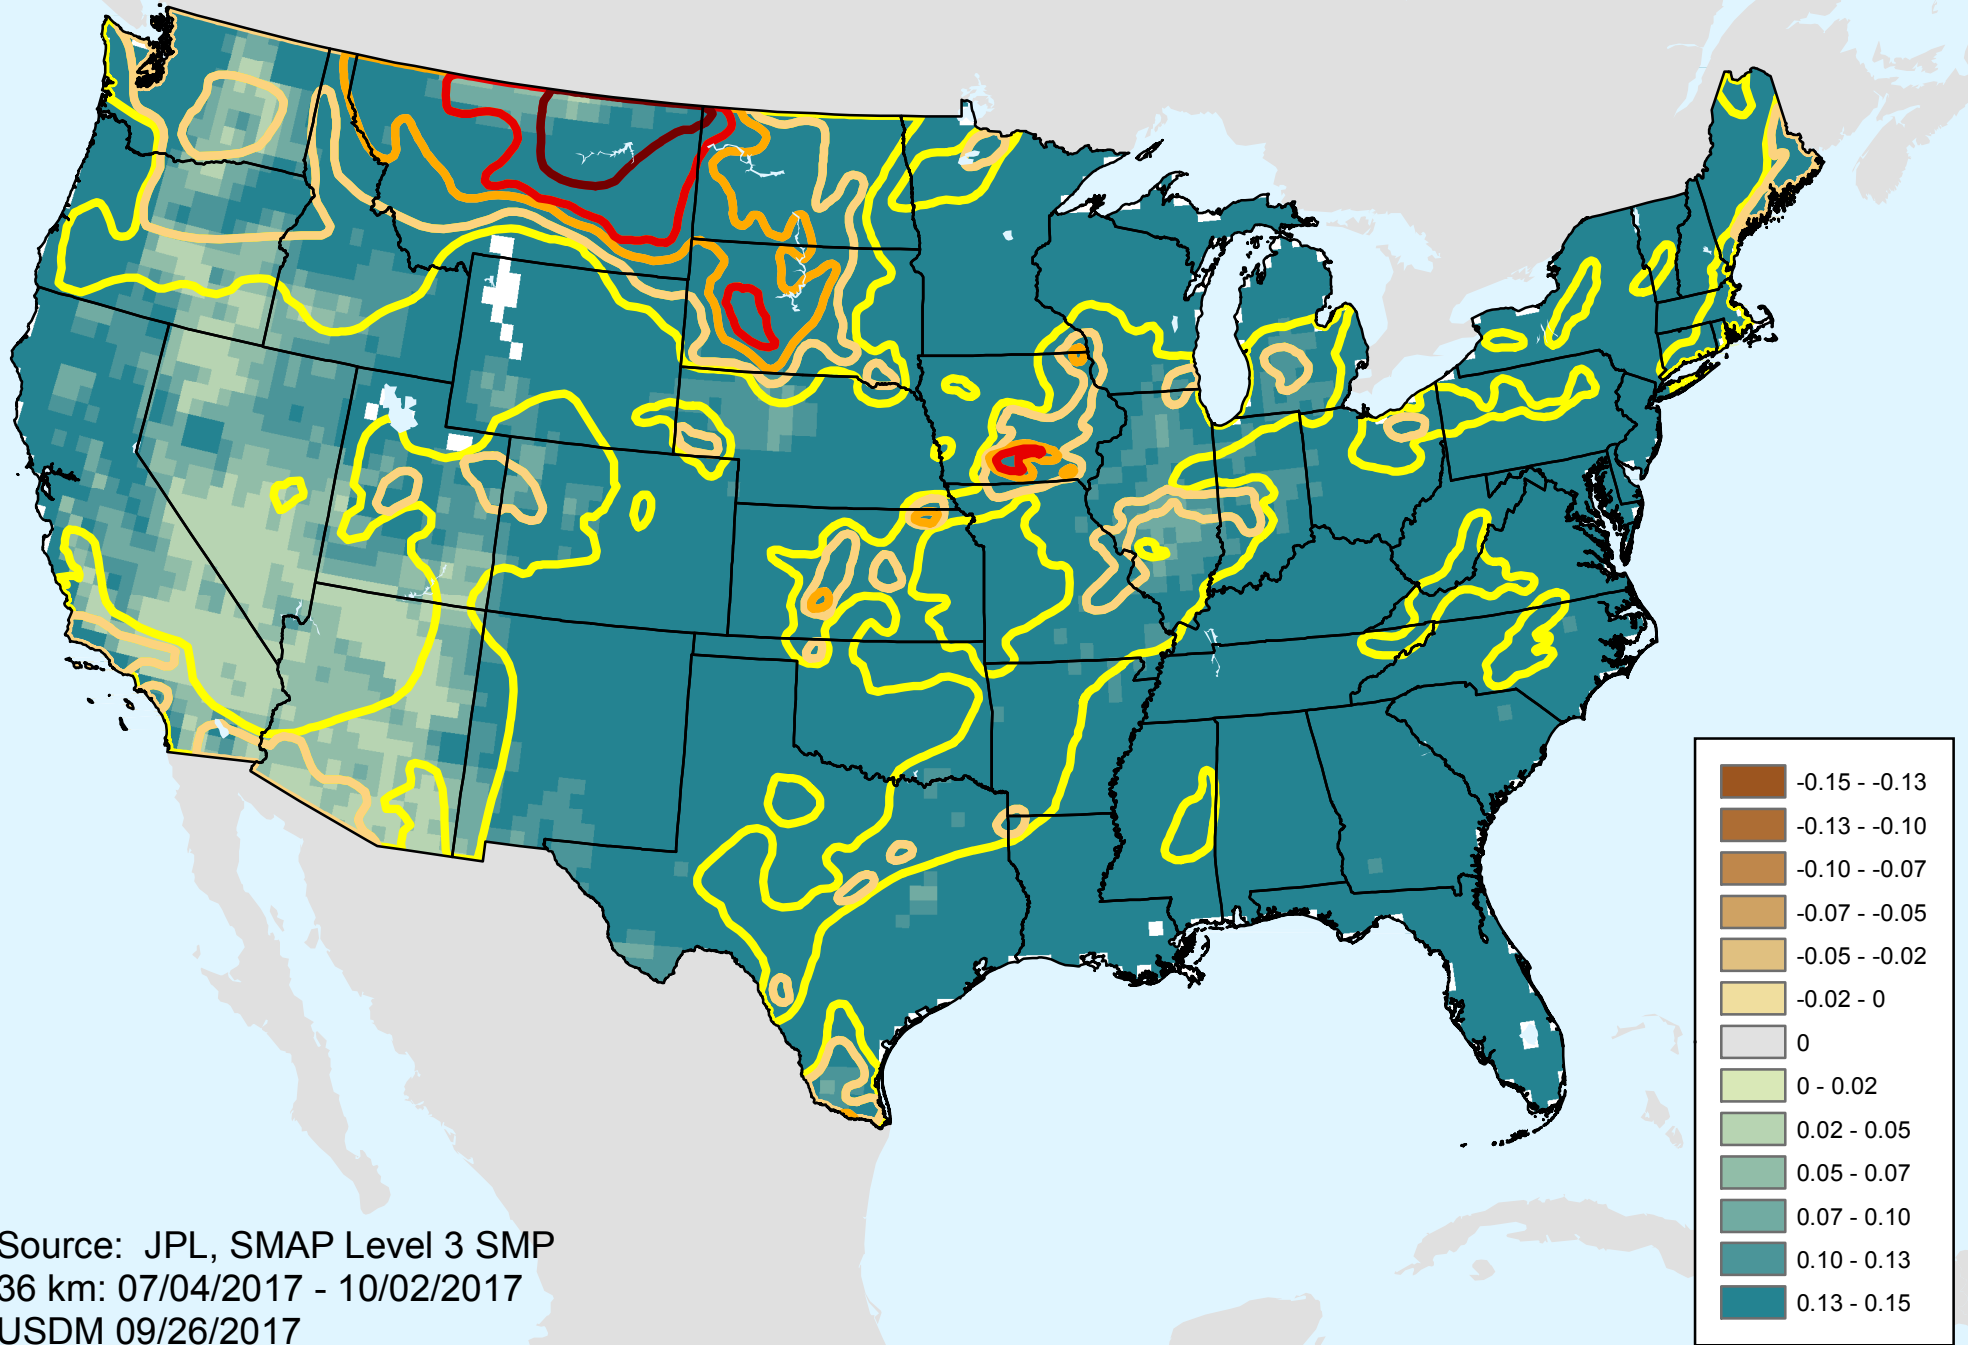 -0.15 - -0.13
-0.13 - -0.10
-0.10 - -0.07
-0.07 - -0.05
-0.05 - -0.02
-0.02 - 0
0
0 - 0.02
0.02 - 0.05
0.05 - 0.07
0.07 - 0.10
0.10 - 0.13
0.13 - 0.15
Source: JPL, SMAP Level 3 SMP
36 km: 07/04/2017 - 10/02/2017
USDM 09/26/2017